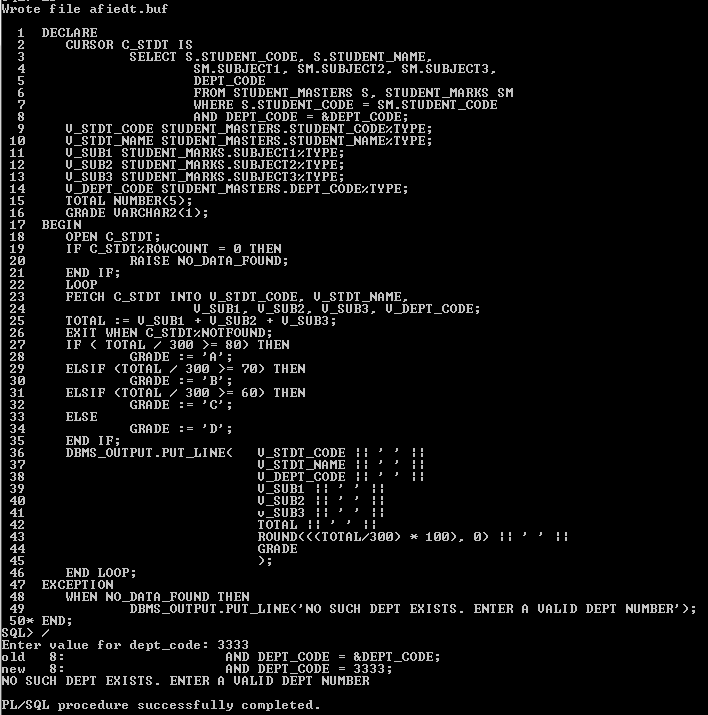 Wrote file afiedt.buf
1 DECLARE
2 CURSOR C_STDT IS
3 SELECT S.STUDENT_CODE, S.STUDENT_NAME,
4 SM.SUBJECT1, SM.SUBJECT2, SM.SUBJECT3,
5 DEPT_CODE
6 FROM STUDENT_MASTERS S, STUDENT_MARKS SM
7 WHERE S.STUDENT_CODE = SM.STUDENT_CODE
8 AND DEPT_CODE = &DEPT_CODE;
9 V_STDT_CODE STUDENT_MASTERS.STUDENT_CODE%TYPE;
10 V_STDT_NAME STUDENT_MASTERS.STUDENT_NAME%TYPE;
11 V_SUB1 STUDENT_MARKS.SUBJECT1%TYPE;
12 V_SUB2 STUDENT_MARKS.SUBJECT2%TYPE;
13 V_SUB3 STUDENT_MARKS.SUBJECT3%TYPE;
14 V_DEPT_CODE STUDENT_MASTERS.DEPT_CODE%TYPE;
15 TOTAL NUMBER(5);
16 GRADE VARCHAR2(1);
17 BEGIN
18 OPEN C_STDT;
19 IF C_STDT%ROWCOUNT = 0 THEN
20 RAISE NO_DATA_FOUND;
21 END IF;
22 LOOP
23 FETCH C_STDT INTO V_STDT_CODE, V_STDT_NAME,
24 V_SUB1, V_SUB2, V_SUB3, V_DEPT_CODE;
25 TOTAL := V_SUB1 + V_SUB2 + V_SUB3;
26 EXIT WHEN C_STDT%NOTFOUND;
27 IF ( TOTAL / 300 >= 80) THEN
28 GRADE := 'A';
29 ELSIF (TOTAL / 300 >= 70) THEN
30 GRADE := 'B';
31 ELSIF (TOTAL / 300 >= 60) THEN
32 GRADE := 'C';
33 ELSE
34 GRADE := 'D';
35 END IF;
36 DBMS_OUTPUT.PUT_LINE( V_STDT_CODE || ' ' ||
37 V_STDT_NAME || ' ' ||
38 V_DEPT_CODE || ' ' ||
39 V_SUB1 || ' ' ||
40 V_SUB2 || ' ' ||
41 v_SUB3 || ' ' ||
42 TOTAL || ' ' ||
43 ROUND(((TOTAL/300) * 100), 0) || ' ' ||
44 GRADE
45 );
46 END LOOP;
47 EXCEPTION
48 WHEN NO_DATA_FOUND THEN
49 DBMS_OUTPUT.PUT_LINE('NO SUCH DEPT EXISTS. ENTER A VALID DEPT NUMBER');
50* END;
SQL> /
Enter value for dept_code: 3333
old 8: AND DEPT_CODE = &DEPT_CODE;
new 8: AND DEPT_CODE = 3333;
NO SUCH DEPT EXISTS. ENTER A VALID DEPT NUMBER
PL/SQL procedure successfully completed.